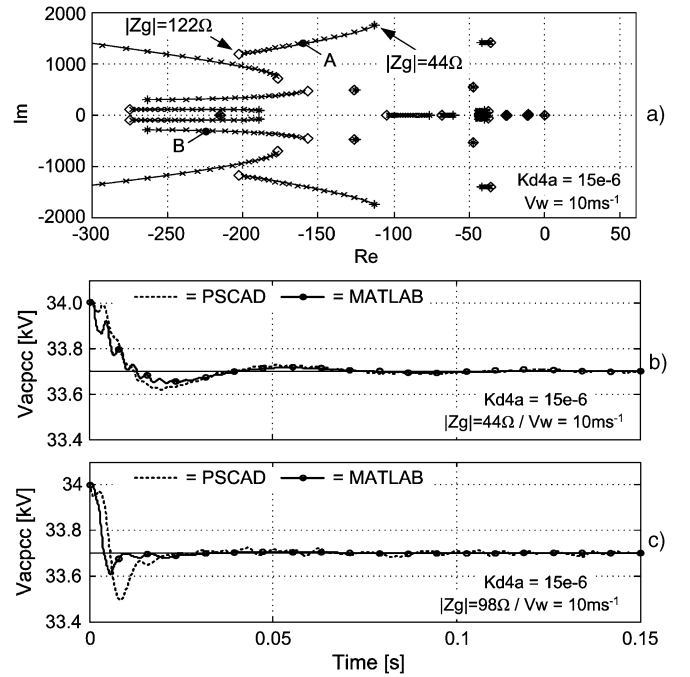 2000
1000
0
-1000
-2000
Im
|Zg|=122Ω
A
|Zg|=44Ω
B
a)
Kd4a = 15e-6
Vw = 10ms-1
-300 -250 -200 -150 -100 -50 0 50
Re
34.0
33.8
33.6
33.4
Vacpcc [kV]
= PSCAD = MATLAB
b)
Kd4a = 15e-6
|Zg|=44Ω / Vw = 10ms-1
34
33.8
33.6
33.4
Vacpcc [kV]
= PSCAD = MATLAB
c)
Kd4a = 15e-6
|Zg|=98Ω / Vw = 10ms-1
0 0.05 0.1 0.15
Time [s]